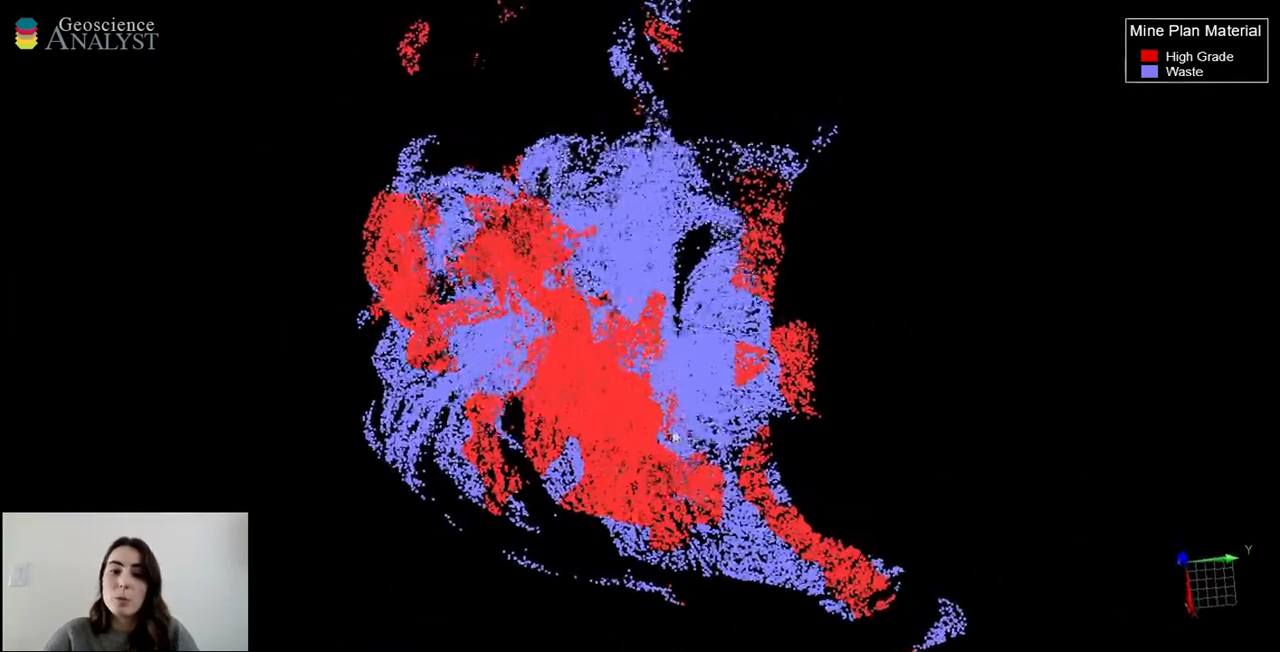 Geoscience
ANALYST
Mine Plan Material
High Grade
Waste
Y